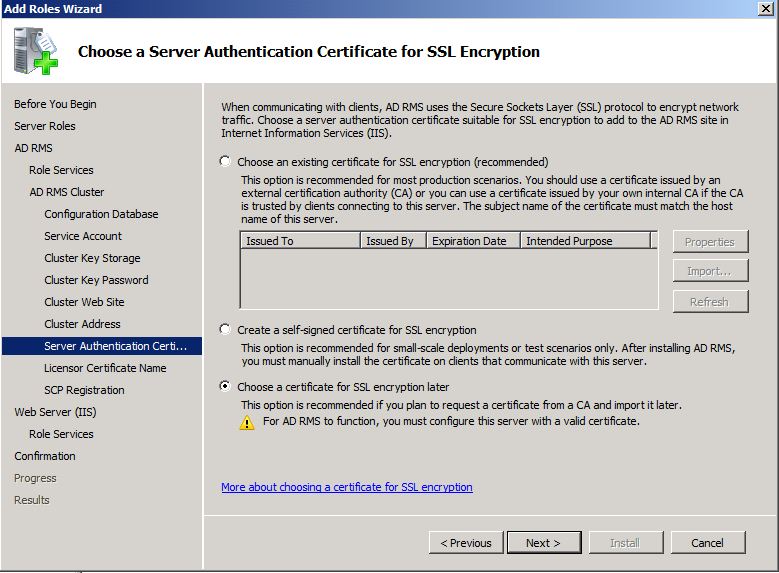 Add Roles Wizard
Choose a Server Authentication Certificate for SSL Encryption
Before You Begin
Server Roles
AD RMS
Role Services
AD RMS Cluster
Configuration Database
Service Account
Cluster Key Storage
Cluster Key Password
Cluster Web Site
Cluster Address
Server Authentication Certi...
Licensor Certificate Name
SCP Registration
Web Server (IIS)
Role Services
Confirmation
Progress
Results
When communicating with clients, AD RMS uses the Secure Sockets Layer (SSL) protocol to encrypt network
traffic. Choose a server authentication certificate suitable for SSL encryption to add to the AD RMS site in
Internet Information Services (IIS).
Choose an existing certificate for SSL encryption (recommended)
This option is recommended for most production scenarios. You should use a certificate issued by an
external certification authority (CA) or you can use a certificate issued by your own internal CA if the CA
is trusted by clients connecting to this server. The subject name of the certificate must match the host
name of this server.
Issued To Issued By Expiration Date Intended Purpose
Properties
Import...
Refresh
Create a self-signed certificate for SSL encryption
This option is recommended for small-scale deployments or test scenarios only. After installing AD RMS,
you must manually install the certificate on clients that communicate with this server.
Choose a certificate for SSL encryption later
This option is recommended if you plan to request a certificate from a CA and import it later.
For AD RMS to function, you must configure this server with a valid certificate.
More about choosing a certificate for SSL encryption
< Previous Next > Install Cancel